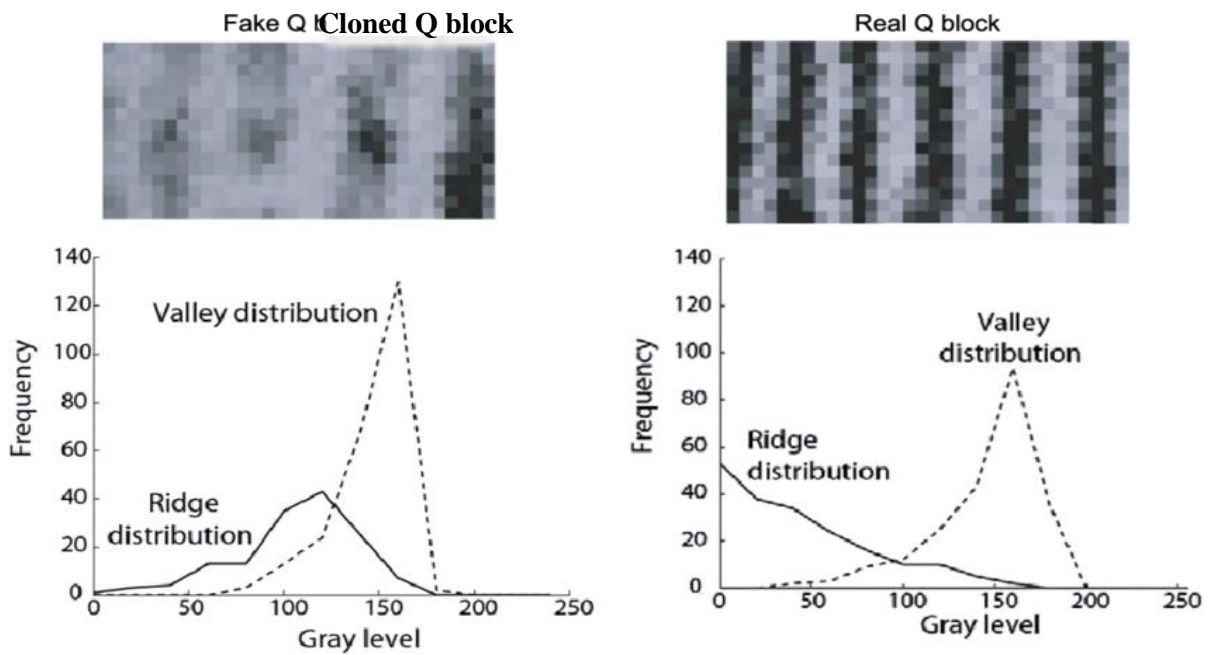 Fake Q b
Cloned Q block
140
120
100
80
60
40
20
0
Frequency
Valley distribution
Ridge
distribution
0
50
100
150
200
250
Gray level
Real Q block
140
120
100
80
60
40
20
0
Frequency
Valley
distribution
Ridge
distribution
0
50
100
150
200
250
Gray level